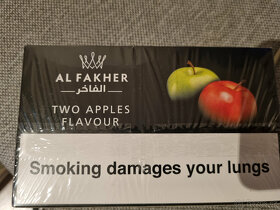 AL FAKHER
الفاخر
TWO APPLES
FLAVOUR
Smoking damages your lungs